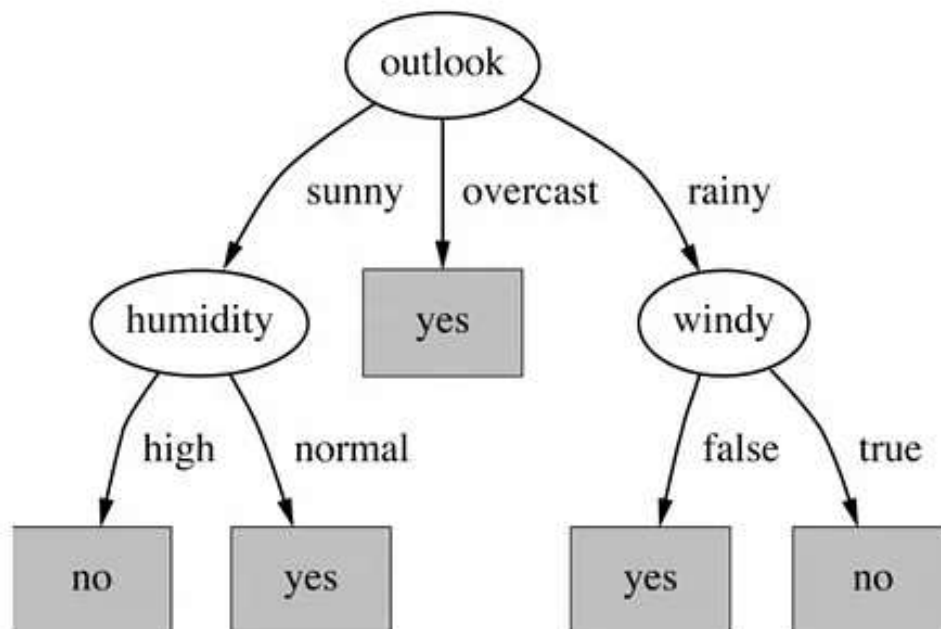 outlook
sunny overcast rainy
humidity yes windy
high normal false true
no yes yes no